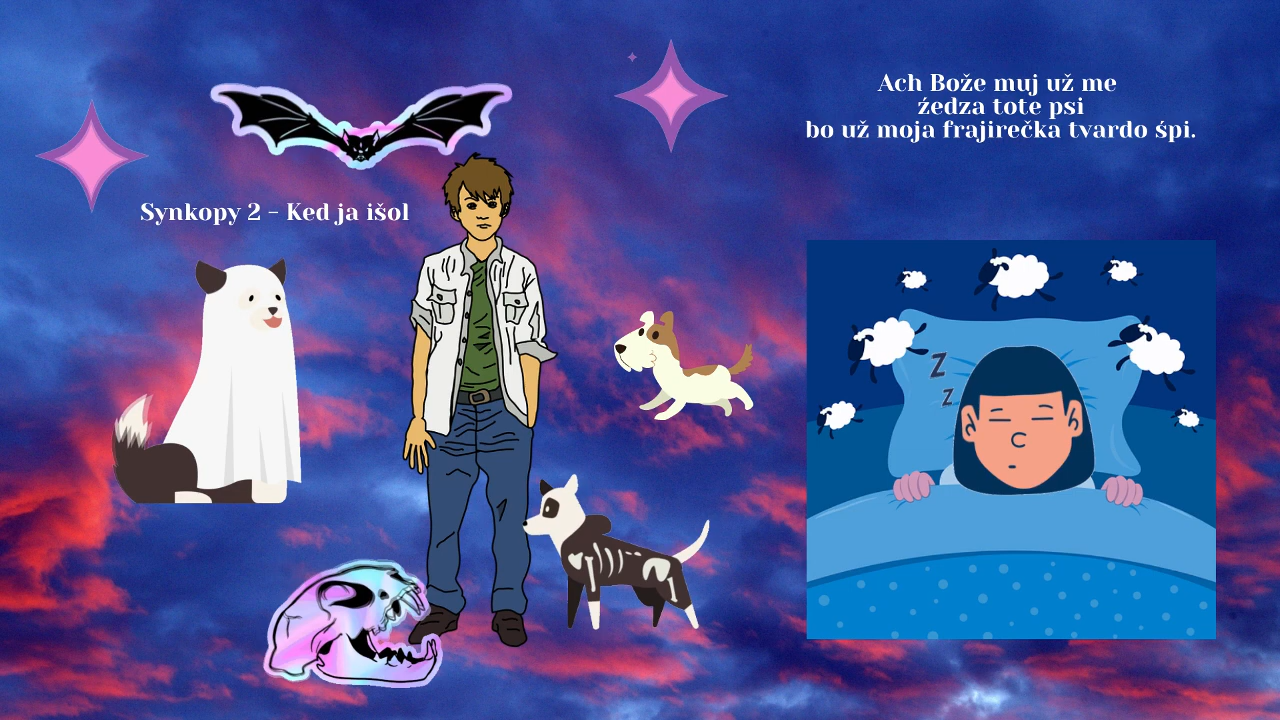 Synkopy 2 - Ked ja išol
Ach Bože muj už me
źedza tote psi
bo už moja frajirečka tvardo śpi.
Z
Z